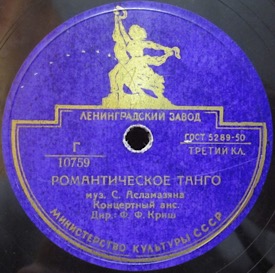 ЛЕНИНГРАДСКИЙ ЗАВОД
ГОСТ 5289-50
Г
10759
ТРЕТИЙ КЛ.
РОМАНТИЧЕСКОЕ ТАНГО
муз. С. Асламазяна
Концертный анс.
Дир.: Ф. Ф. Криш
МИНИСТЕРСТВО КУЛЬТУРЫ СССР